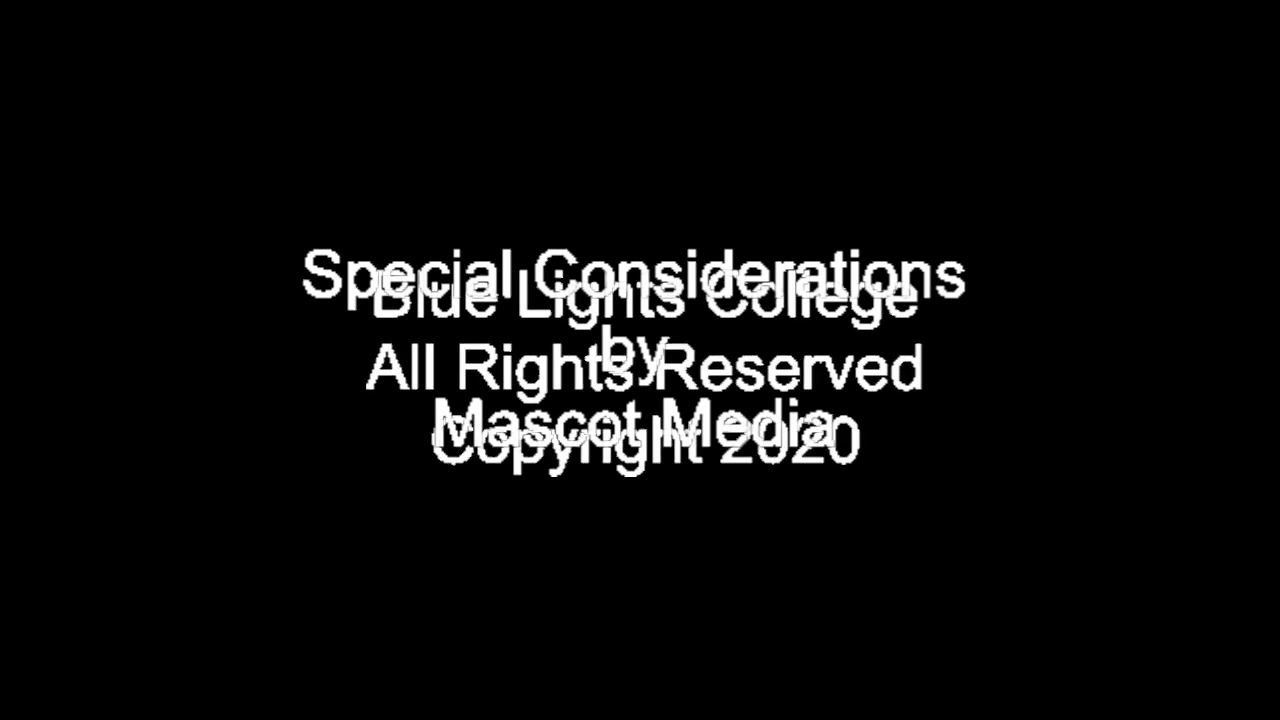 Special Considerations
Blue Lights College
by
All Rights Reserved
Mascot Media
Copyright 2020